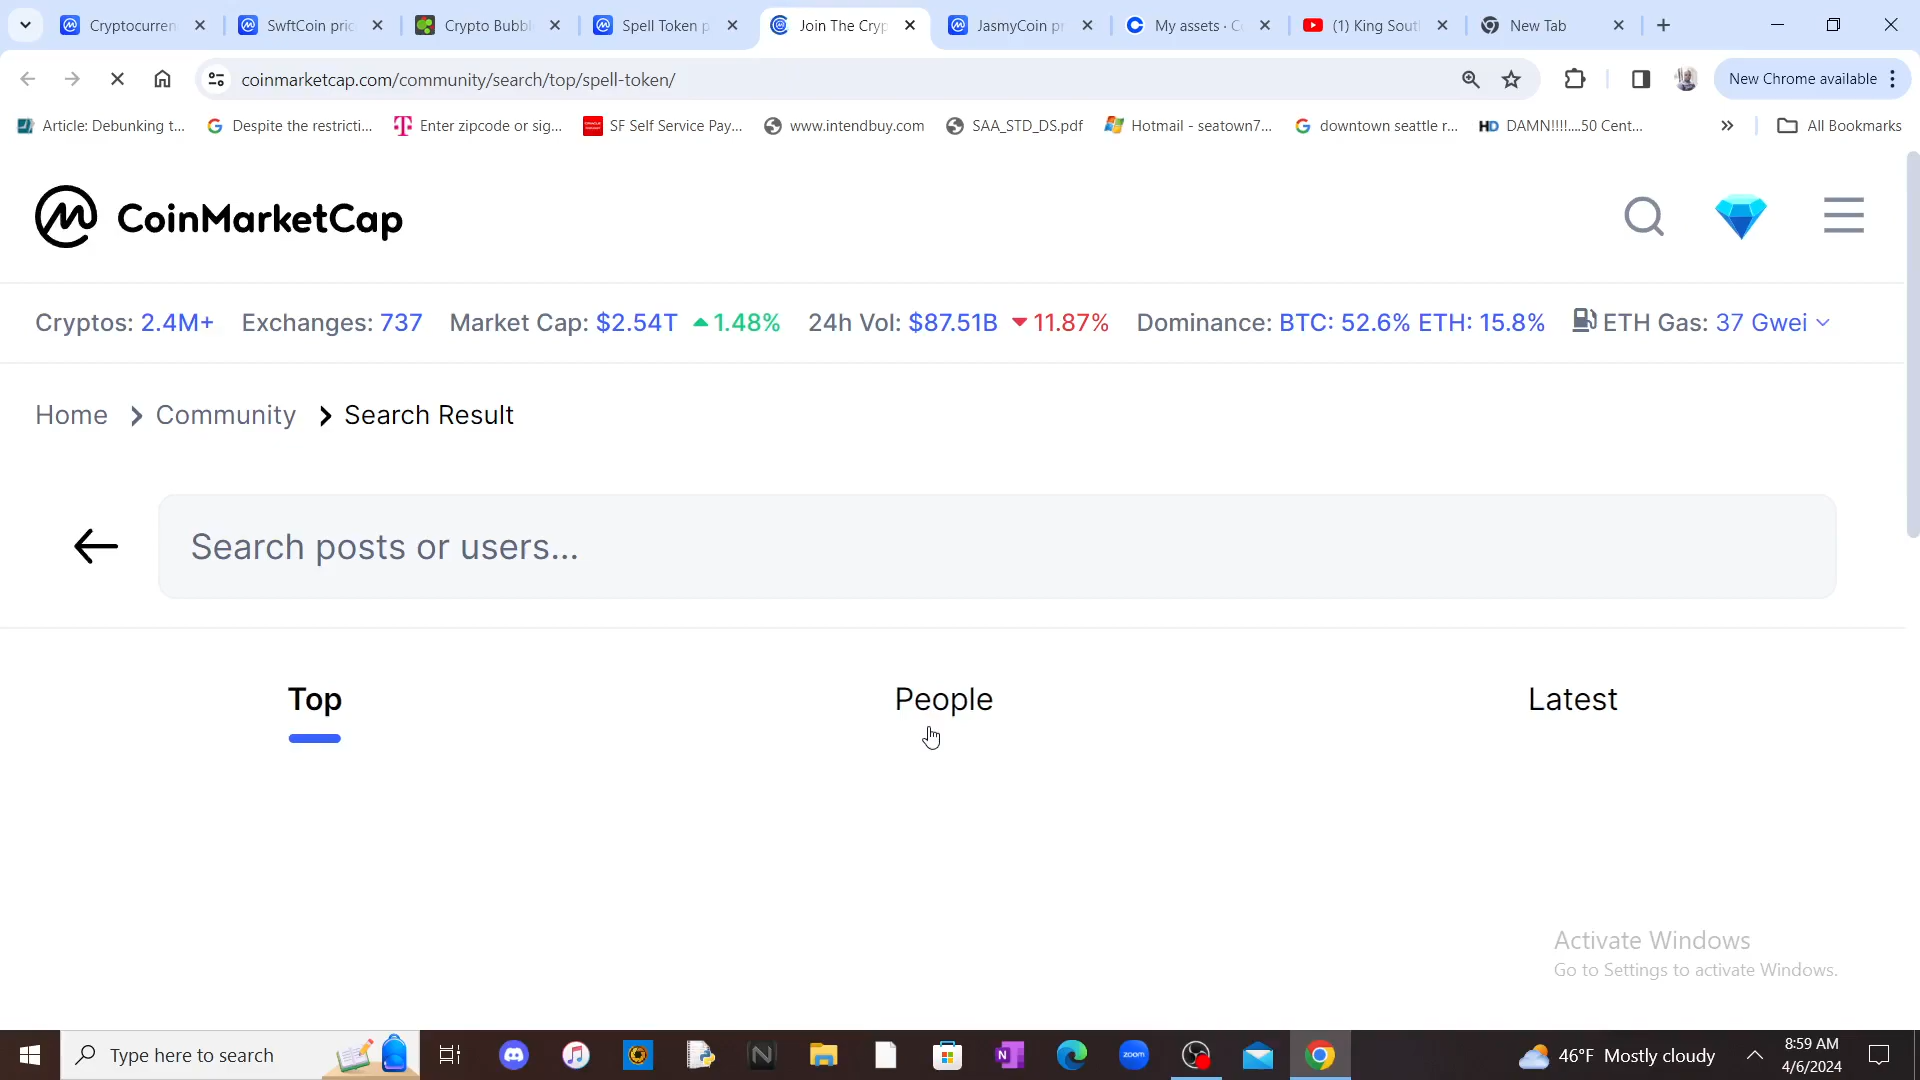 Cryptocurren
SwftCoin pric
Crypto Bubbl
Spell Token p
Join The Cryp
JasmyCoin pr
My assets · C
(1) King Sout
New Tab
coinmarketcap.com/community/search/top/spell-token/
New Chrome available
Article: Debunking t...
Despite the restricti...
Enter zipcode or sig...
SF Self Service Pay...
www.intendbuy.com
SAA_STD_DS.pdf
Hotmail - seatown7...
downtown seattle r...
HD DAMN!!!!....50 Cent...
All Bookmarks
CoinMarketCap
Cryptos: 2.4M+ Exchanges: 737 Market Cap: $2.54T 1.48% 24h Vol: $87.51B 11.87% Dominance: BTC: 52.6% ETH: 15.8% ETH Gas: 37 Gwei
Home Community Search Result
Search posts or users...
Top People Latest
Activate Windows
Go to Settings to activate Windows.
Type here to search
zoom
46°F Mostly cloudy
8:59 AM
4/6/2024